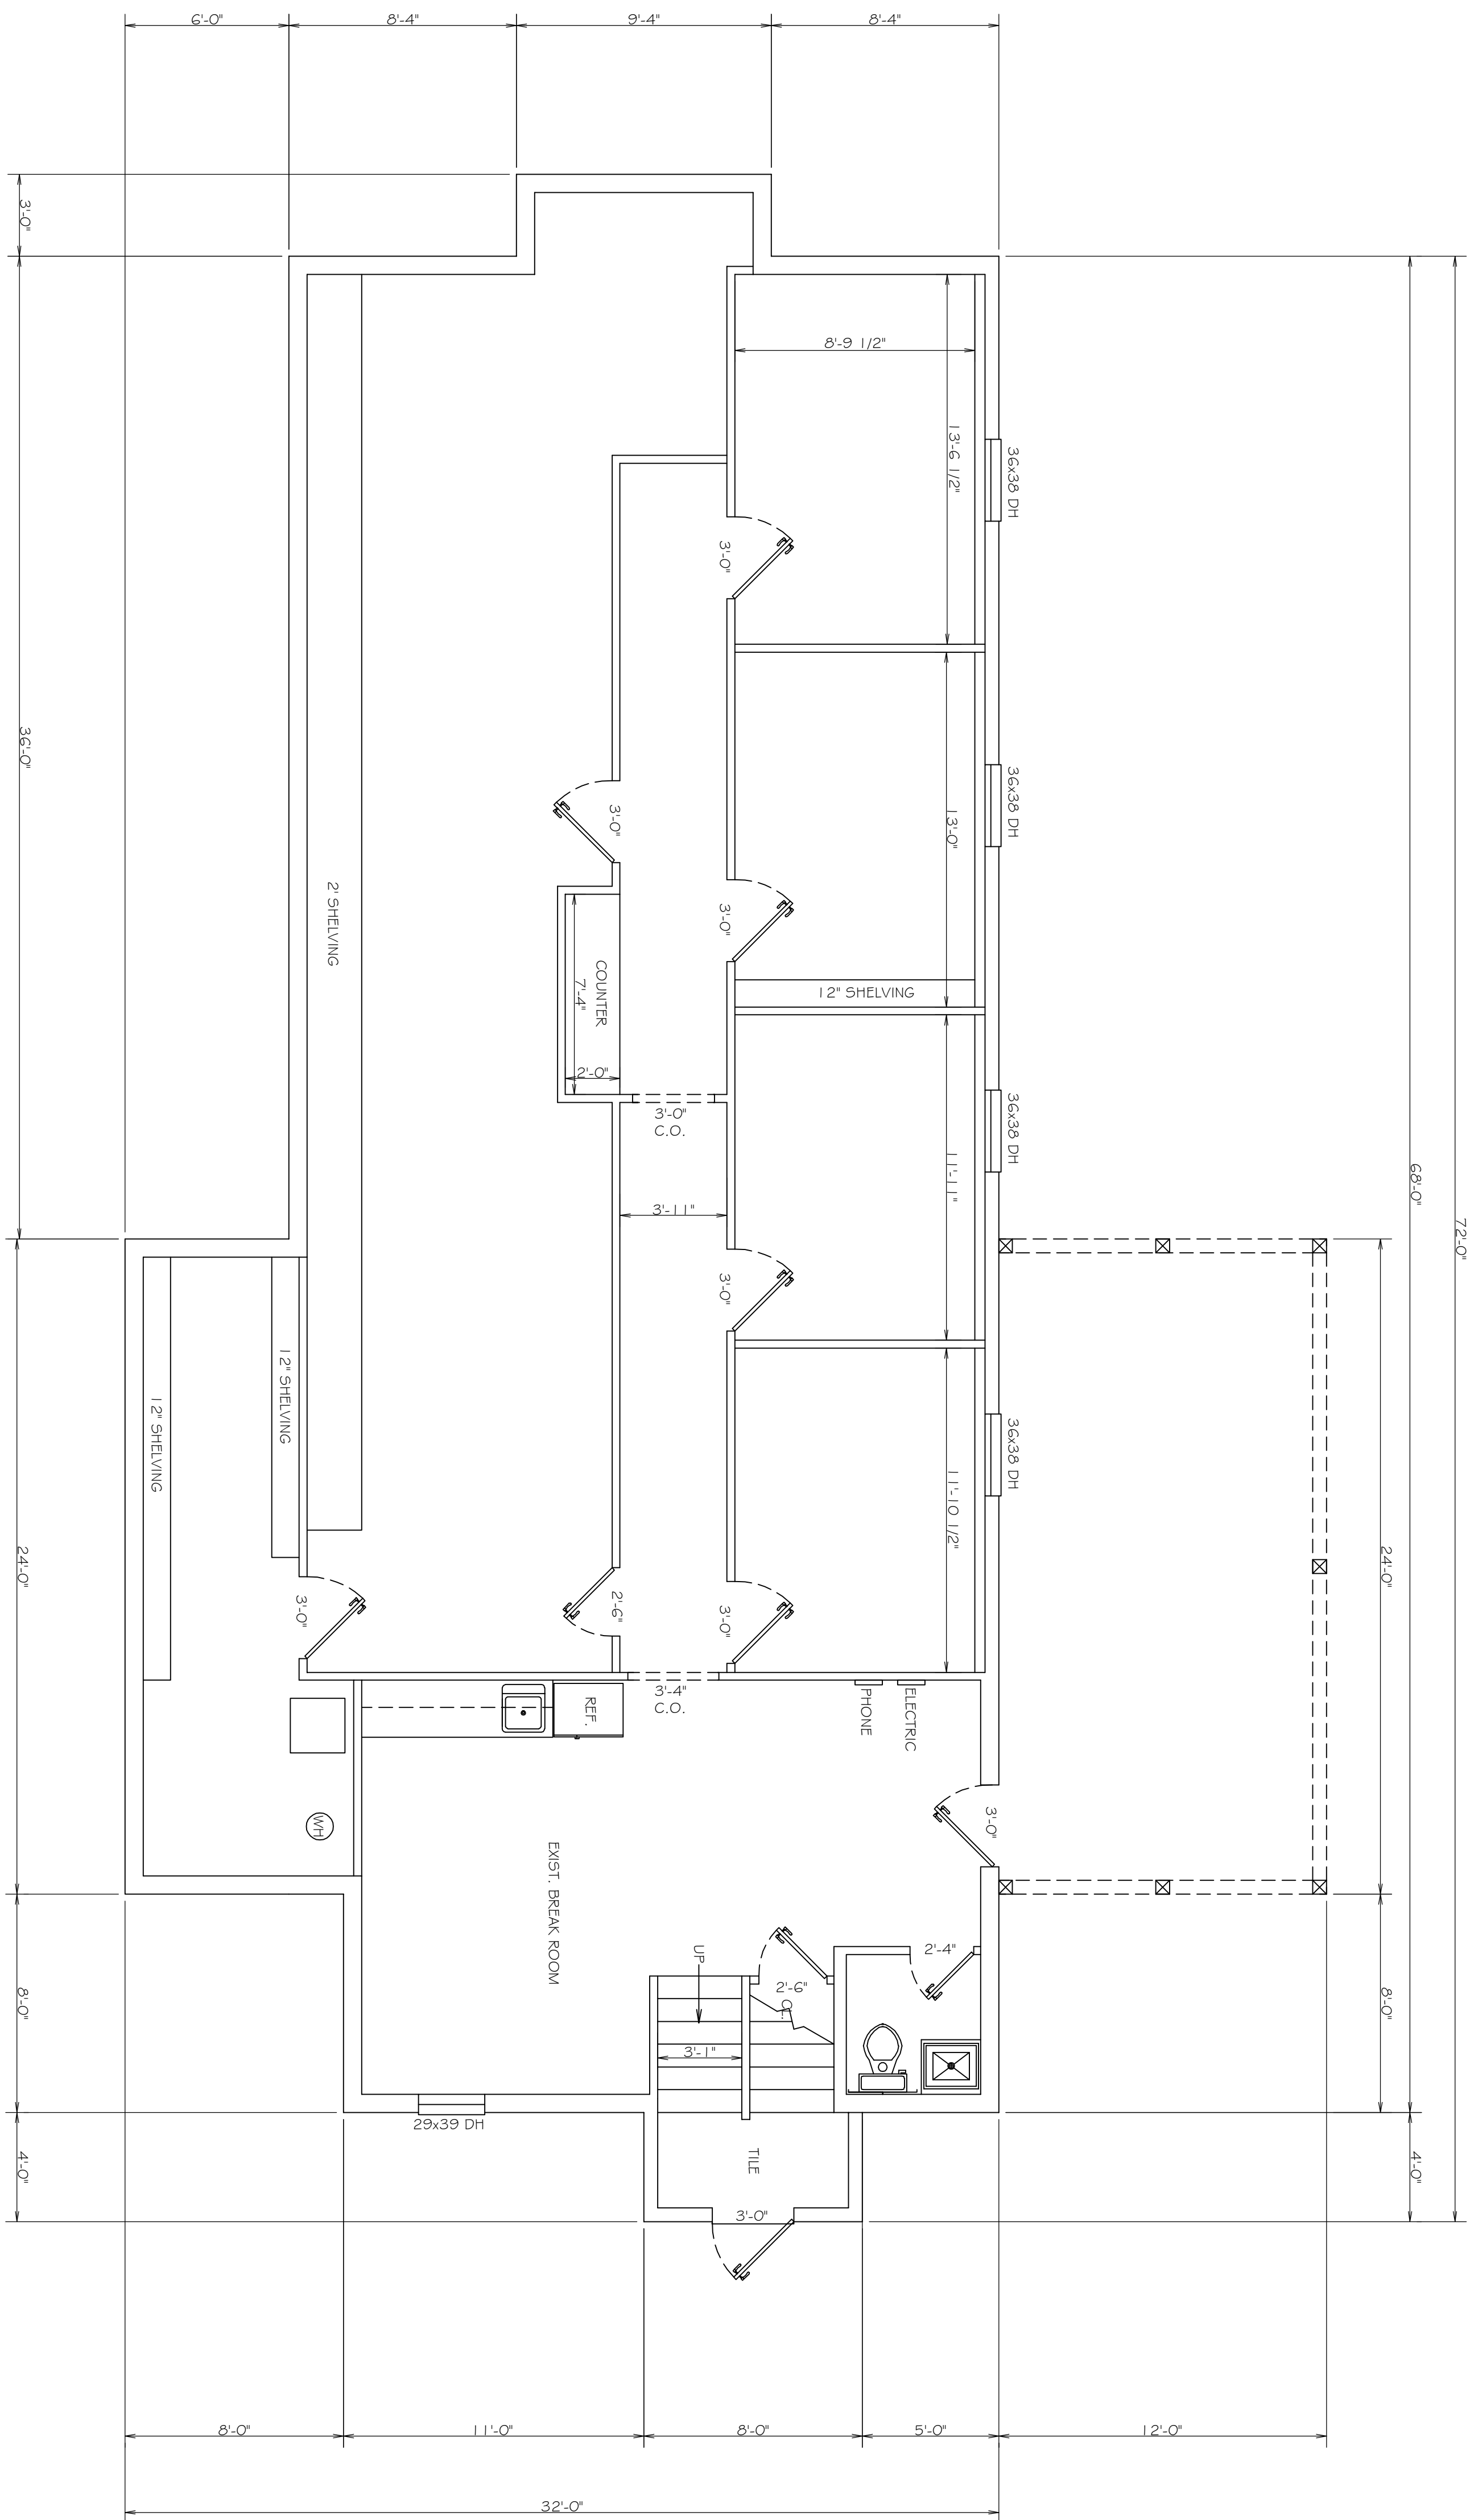 6'-0"
8'-4"
9'-4"
8'-4"
3'-0"
36'-0"
24'-0"
8'-0"
4'-0"
68'-0"
72'-0"
24'-0"
8'-0"
4'-0"
8'-9 1/2"
13'-6 1/2"
36x38 DH
3'-0"
13'-0"
36x38 DH
3'-0"
3'-0"
2' SHELVING
COUNTER
7'-4"
2'-0"
12" SHELVING
3'-0"
C.O.
36x38 DH
11'-11"
3'-11"
3'-0"
12" SHELVING
12" SHELVING
36x38 DH
11'-10 1/2"
3'-0"
2'-6"
3'-0"
3'-4"
C.O.
REF.
PHONE
ELECTRIC
3'-0"
WH
EXIST. BREAK ROOM
UP
2'-4"
2'-6"
3'-1"
29x39 DH
TILE
3'-0"
8'-0"
11'-0"
8'-0"
5'-0"
12'-0"
32'-0"